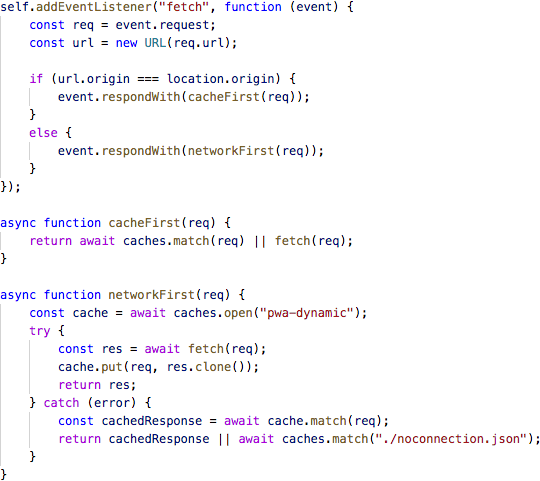 self.addEventListener("fetch", function (event) {
    const req = event.request;
    const url = new URL(req.url);

    if (url.origin === location.origin) {
        event.respondWith(cacheFirst(req));
    }
    else {
        event.respondWith(networkFirst(req));
    }
});

async function cacheFirst(req) {
    return await caches.match(req) || fetch(req);
}

async function networkFirst(req) {
    const cache = await caches.open("pwa-dynamic");
    try {
        const res = await fetch(req);
        cache.put(req, res.clone());
        return res;
    } catch (error) {
        const cachedResponse = await cache.match(req);
        return cachedResponse || await caches.match("./noconnection.json");
    }
}